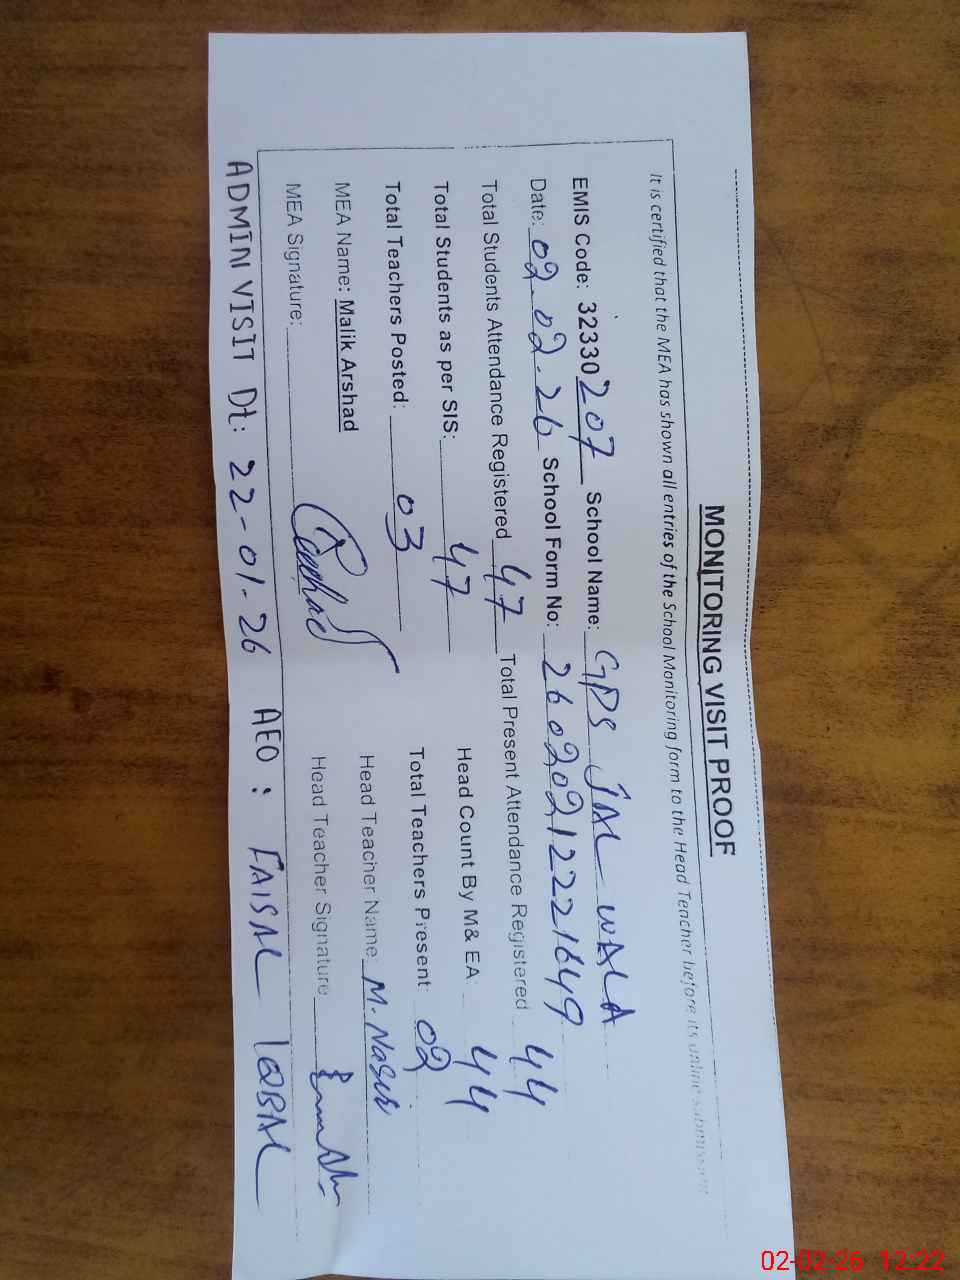 MONITORING VISIT PROOF
It is certified that the MEA has shown all entries of the School Monitoring form to the Head Teacher before its online submission
EMIS Code: 32330207 School Name: GPS JAL WALA
Date: 02.02.26 School Form No: 26020212221649
Total Students Attendance Registered 47 Total Present Attendance Registered 44
Total Students as per SIS: 47 Head Count By M& EA: 44
Total Teachers Posted: 03 Total Teachers Present 02
MEA Name: Malik Arshad Head Teacher Name: M. Nasir
MEA Signature: Head Teacher Signature:
ADMIN VISIT Dt: 22-01-26 AEO: FAISAL IQBAL
02-02-26 12:22